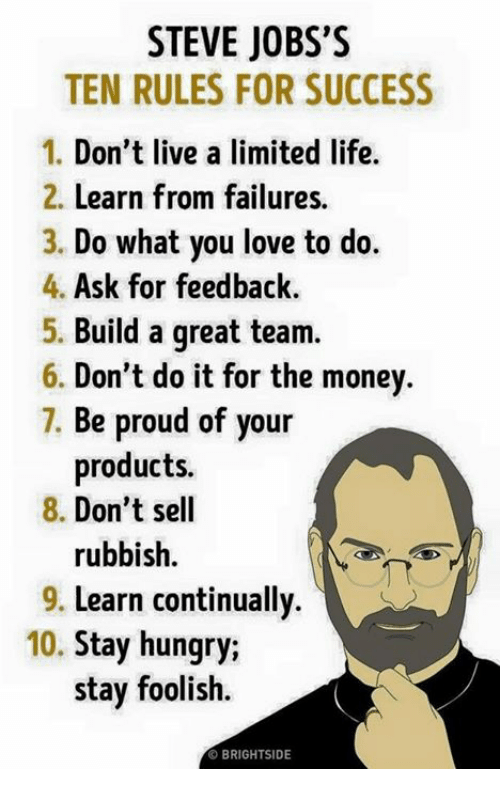 STEVE JOBS'S
TEN RULES FOR SUCCESS
1. Don't live a limited life.
2. Learn from failures.
3. Do what you love to do.
4. Ask for feedback.
5. Build a great team.
6. Don't do it for the money.
7. Be proud of your
products.
8. Don't sell
rubbish.
9. Learn continually.
10. Stay hungry;
stay foolish.
© BRIGHTSIDE